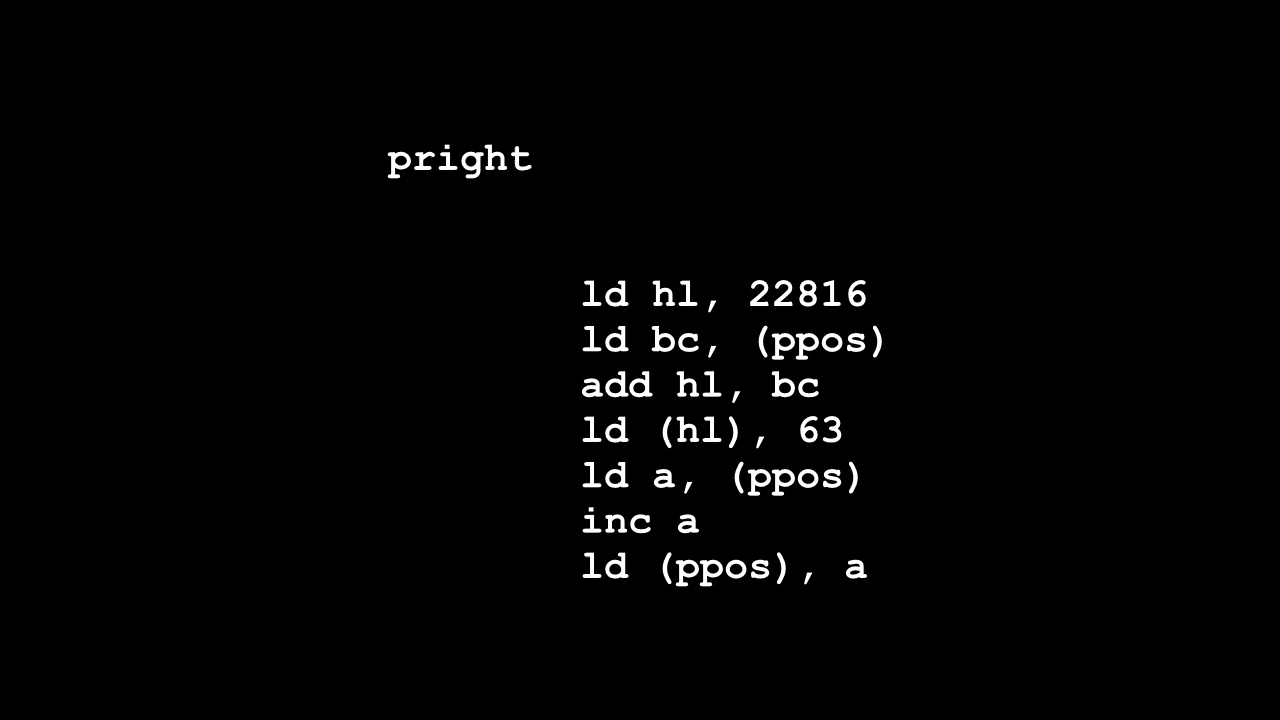 pright
ld hl, 22816
ld bc, (ppos)
add hl, bc
ld (hl), 63
ld a, (ppos)
inc a
ld (ppos), a